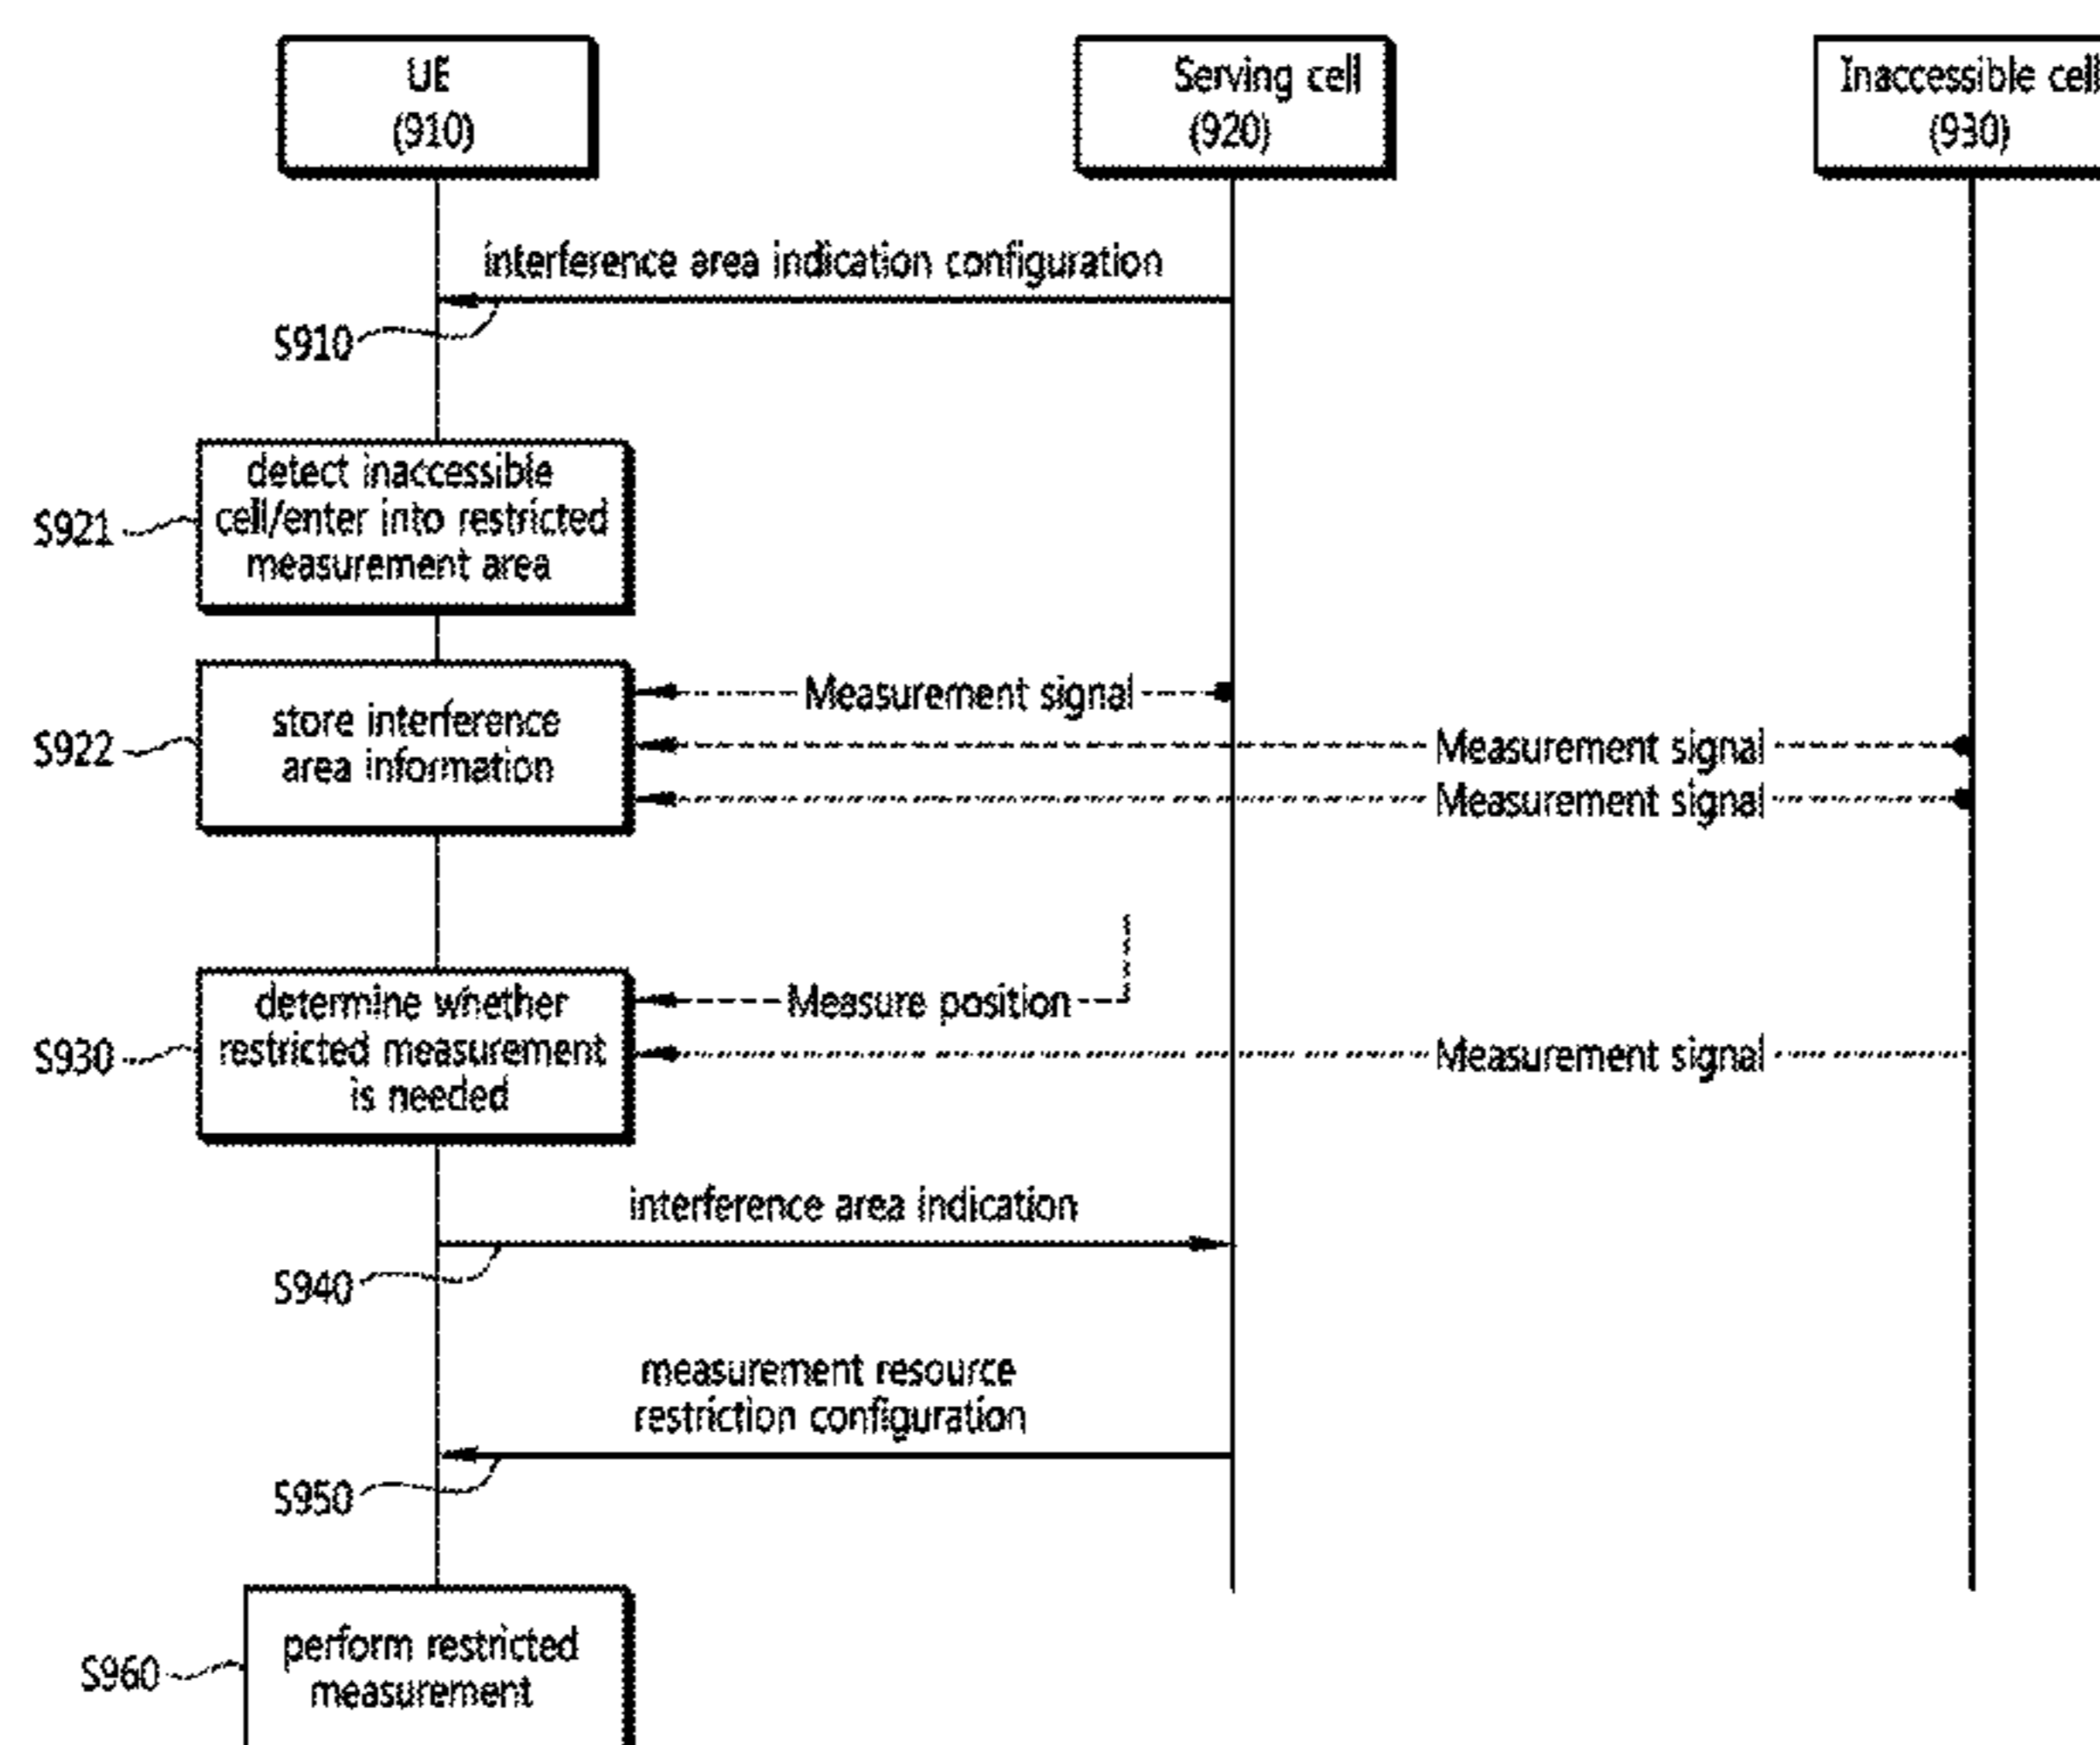 UE
(910)
Serving cell
(920)
Inaccessible cell
(930)
interference area indication configuration
S910
detect inaccessible
cell/enter into restricted
measurement area
S921
store interference
area information
S922
Measurement signal
Measurement signal
Measurement signal
determine whether
restricted measurement
is needed
S930
Measure position
Measurement signal
interference area indication
S940
measurement resource
restriction configuration
S950
perform restricted
measurement
S960